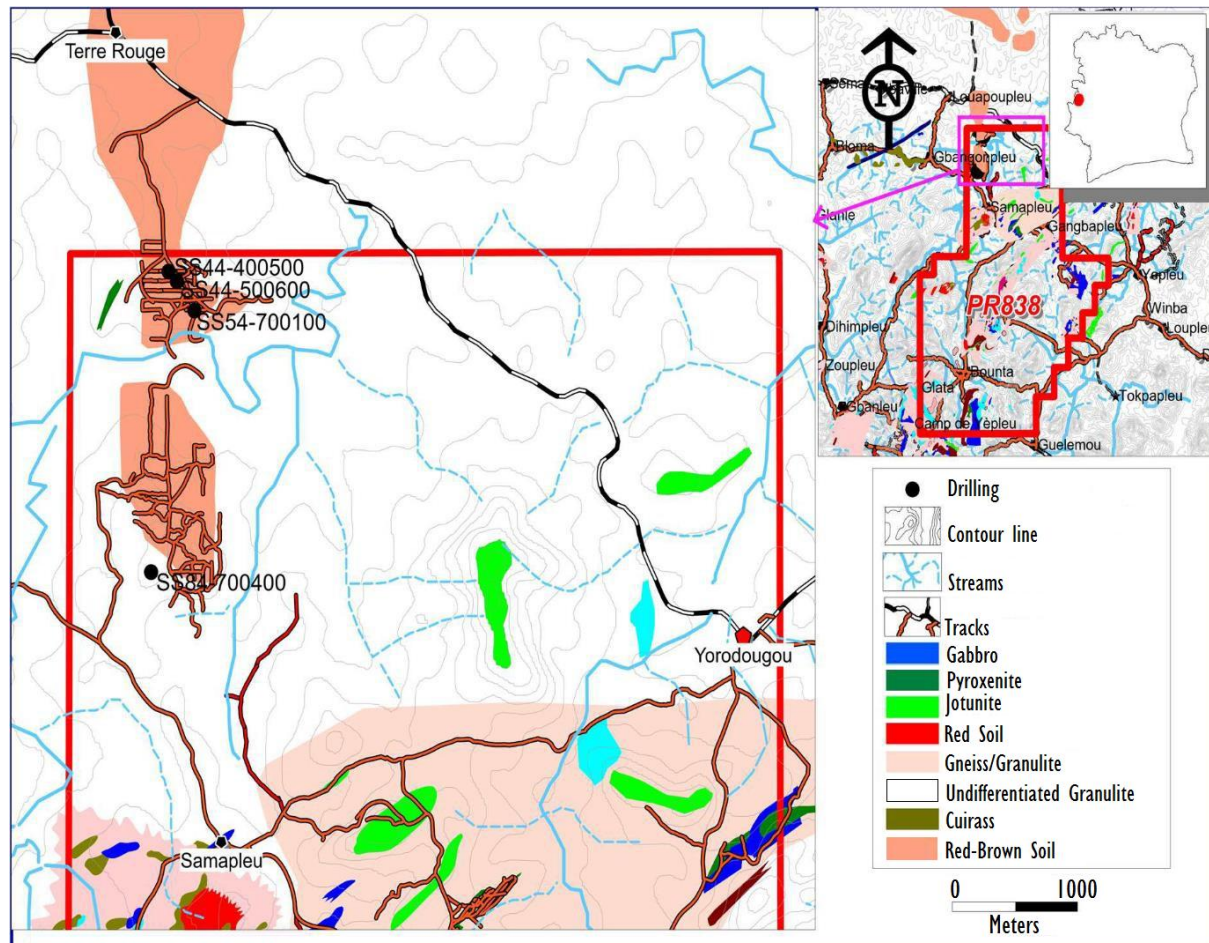 Terre Rouge
SS44-400500
SS44-500600
SS54-700100
SS84-700400
Yorodougou
Samapleu
N
Louapoupleu
Bloma
Samapleu
Gangbapleu
Yepleu
PR838
Winba
Dihimpleu
Zoupleu
Bounta
Glata
Tokpapleu
Gbanleu
Camp de Yepleu
Guelemou
Drilling
Contour line
Streams
Tracks
Gabbro
Pyroxenite
Jotunite
Red Soil
Gneiss/Granulite
Undifferentiated Granulite
Cuirass
Red-Brown Soil
0 1000
Meters